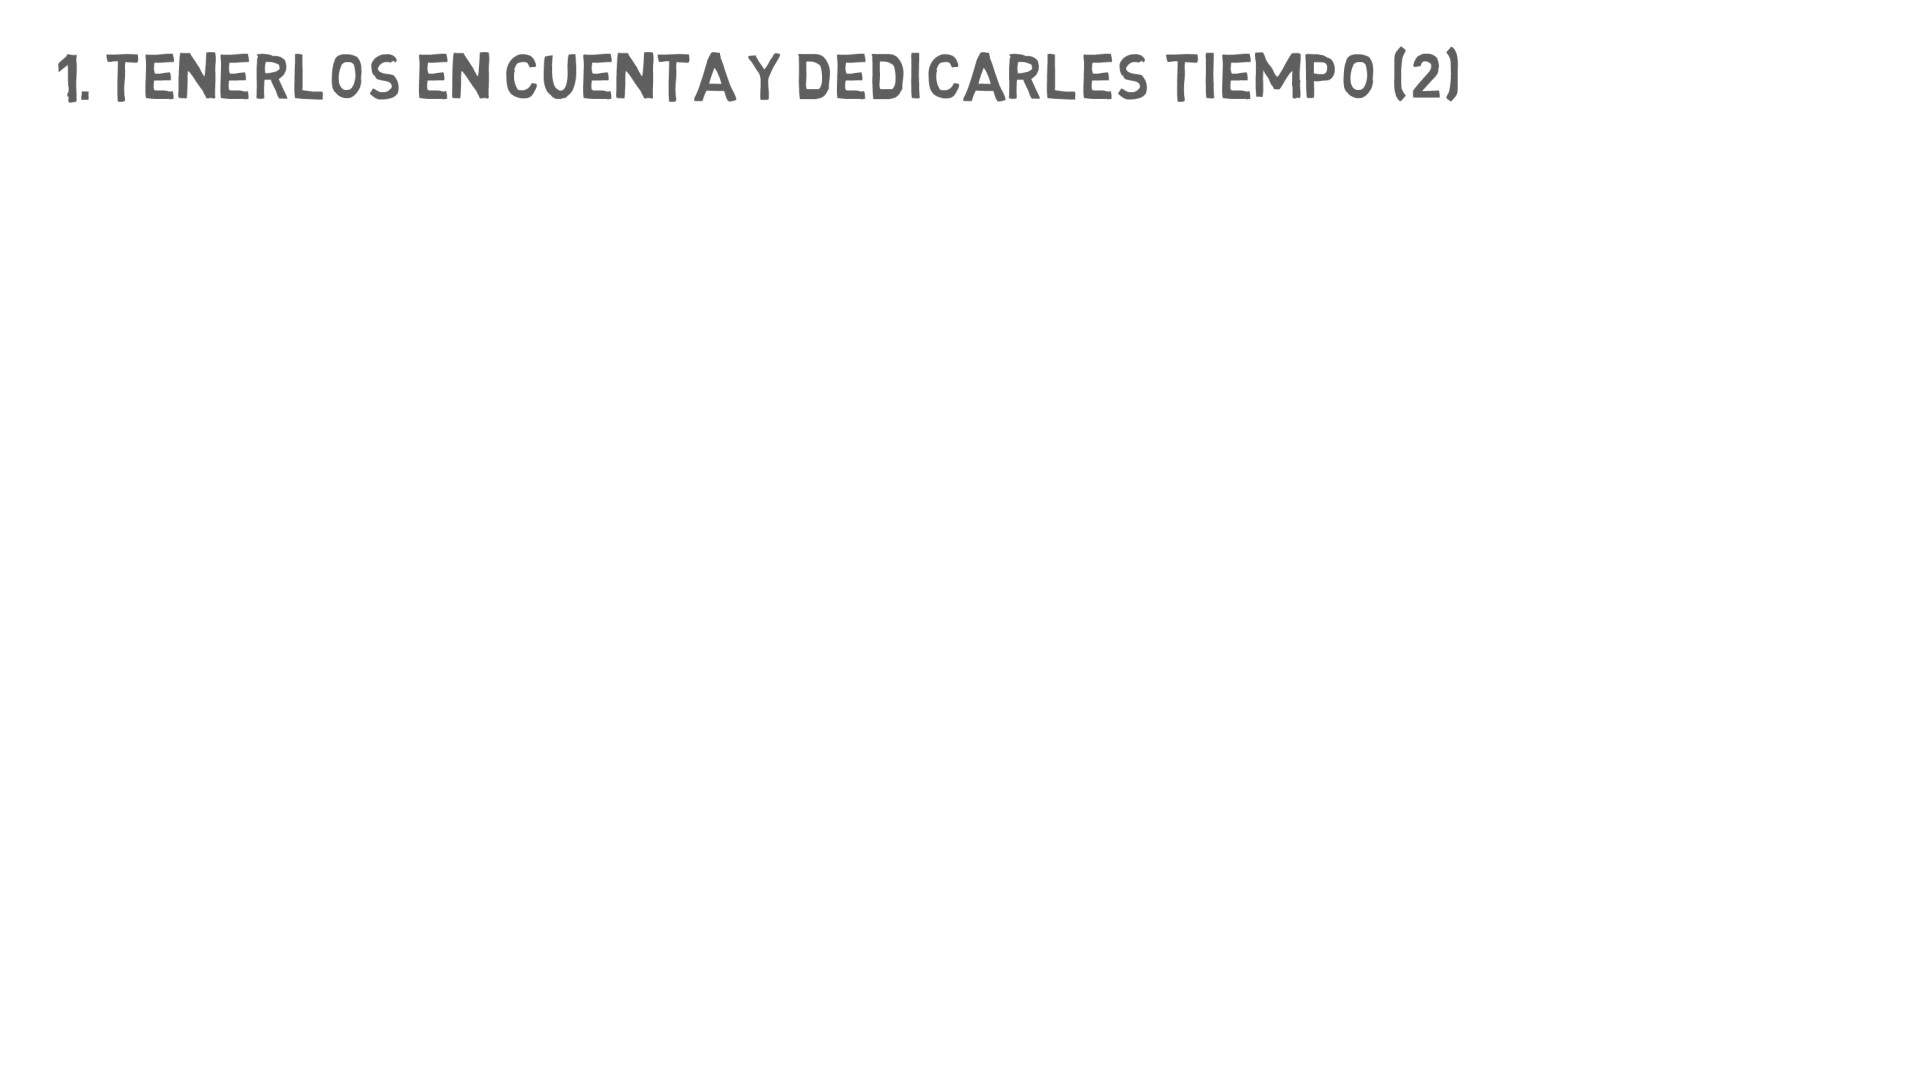 1. TENERLOS EN CUENTA Y DEDICARLES TIEMPO (2)